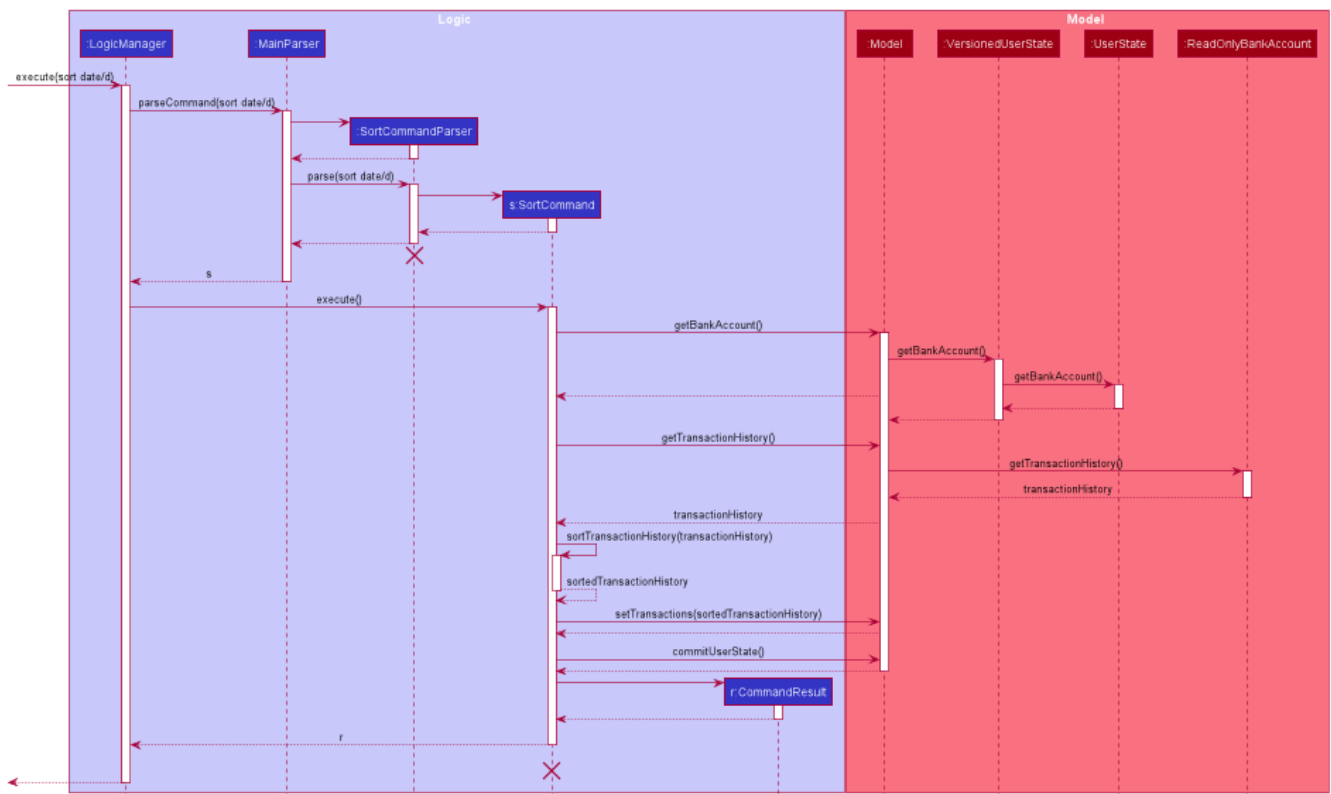 Logic
Model
:LogicManager
:MainParser
:Model
:VersionedUserState
:UserState
:ReadOnlyBankAccount
execute(sort date/d)
parseCommand(sort date/d)
:SortCommandParser
parse(sort date/d)
s:SortCommand
s
execute()
getBankAccount()
getBankAccount()
getBankAccount()
getTransactionHistory()
getTransactionHistory()
transactionHistory
transactionHistory
sortTransactionHistory(transactionHistory)
sortedTransactionHistory
setTransactions(sortedTransactionHistory)
commitUserState()
r:CommandResult
r